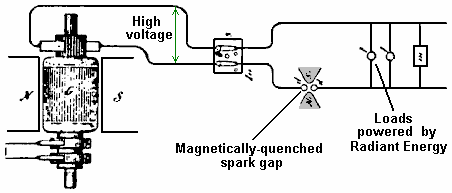 High
voltage
N
S
Magnetically-quenched
spark gap
Loads
powered by
Radiant Energy